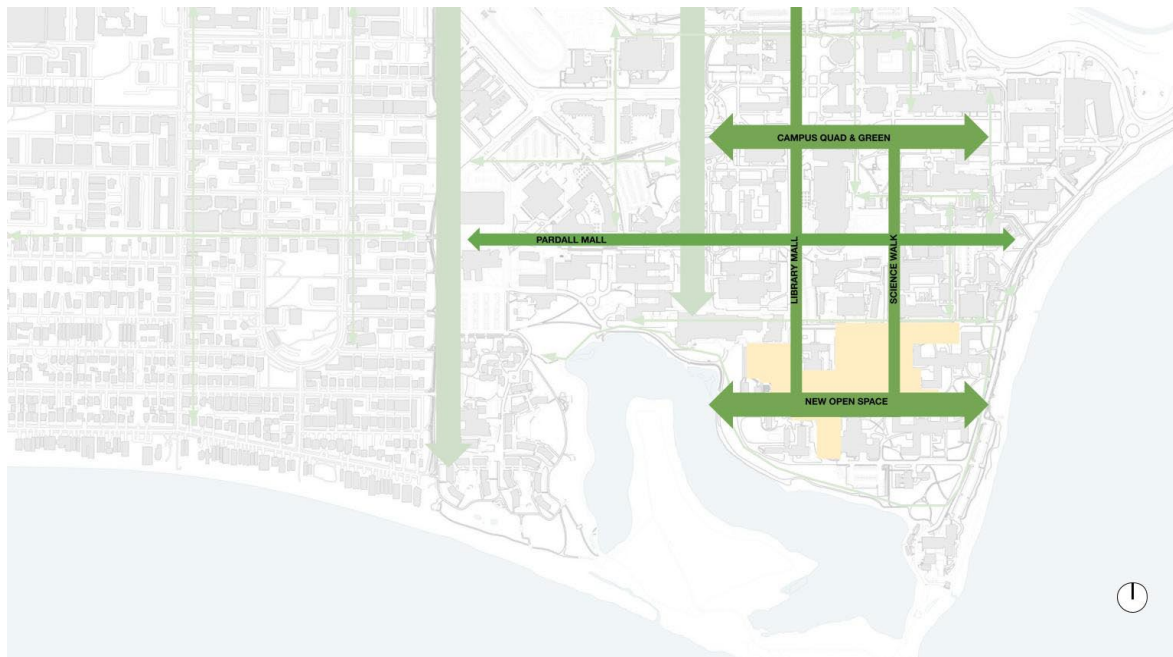 CAMPUS QUAD & GREEN
PARDALL MALL
LIBRARY MALL
SCIENCE WALK
NEW OPEN SPACE